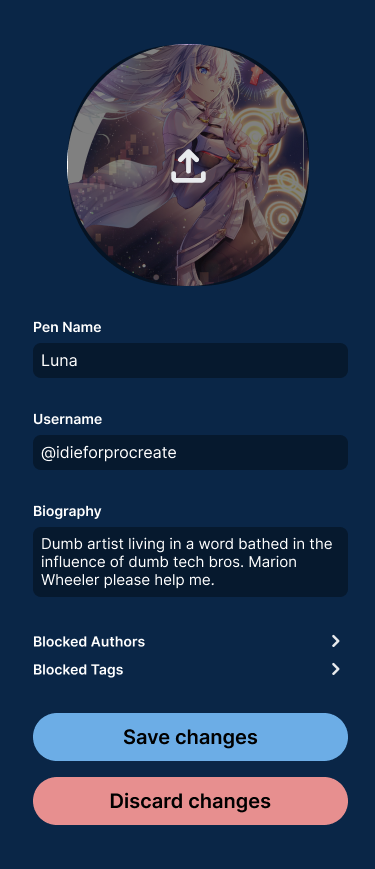 Pen Name
Luna
Username
@idieforprocreate
Biography
Dumb artist living in a word bathed in the
influence of dumb tech bros. Marion
Wheeler please help me.
Blocked Authors
Blocked Tags
Save changes
Discard changes